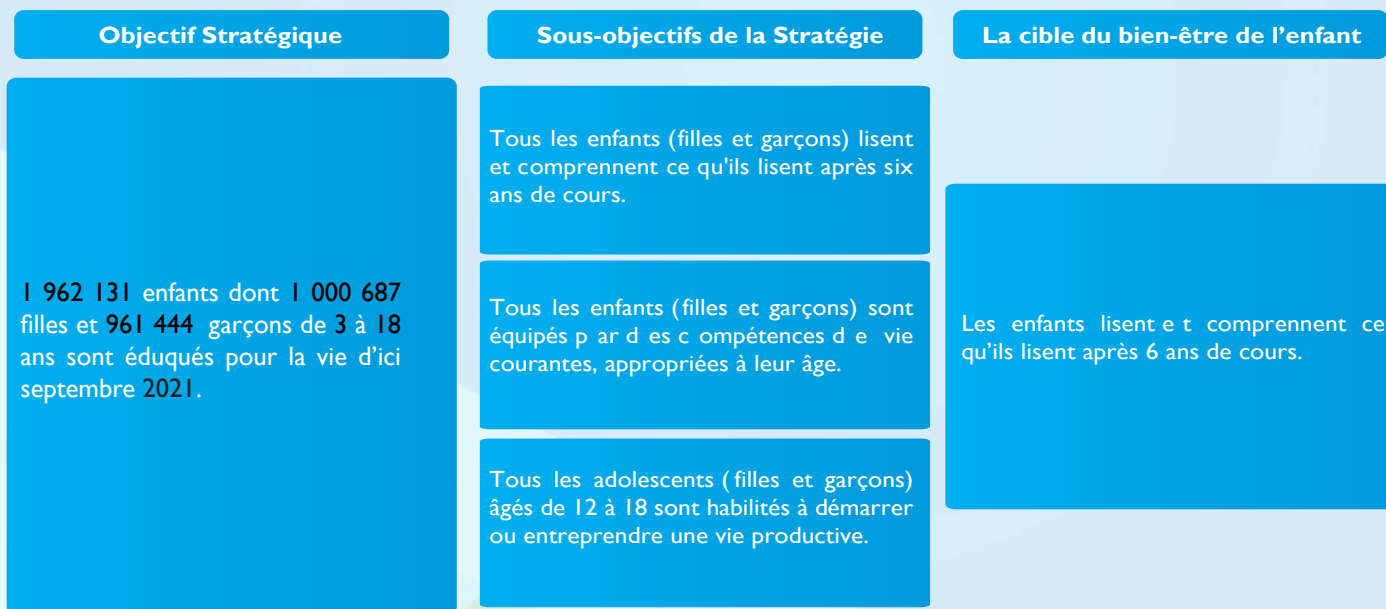 Objectif Stratégique
1 962 131 enfants dont 1 000 687
filles et 961 444 garçons de 3 à 18
ans sont éduqués pour la vie d’ici
septembre 2021.
Sous-objectifs de la Stratégie
Tous les enfants (filles et garçons) lisent
et comprennent ce qu'ils lisent après six
ans de cours.
Tous les enfants (filles et garçons) sont
équipés p ar d es c ompétences d e vie
courantes, appropriées à leur âge.
Tous les adolescents (filles et garçons)
âgés de 12 à 18 sont habilités à démarrer
ou entreprendre une vie productive.
La cible du bien-être de l’enfant
Les enfants lisent e t comprennent ce
qu’ils lisent après 6 ans de cours.